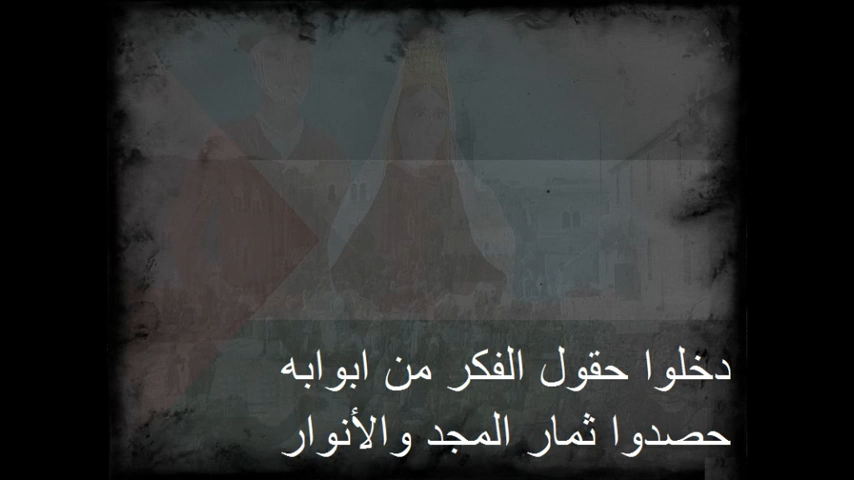 دخلوا حقول الفكر من ابوابه
حصدوا ثمار المجد والأنوار